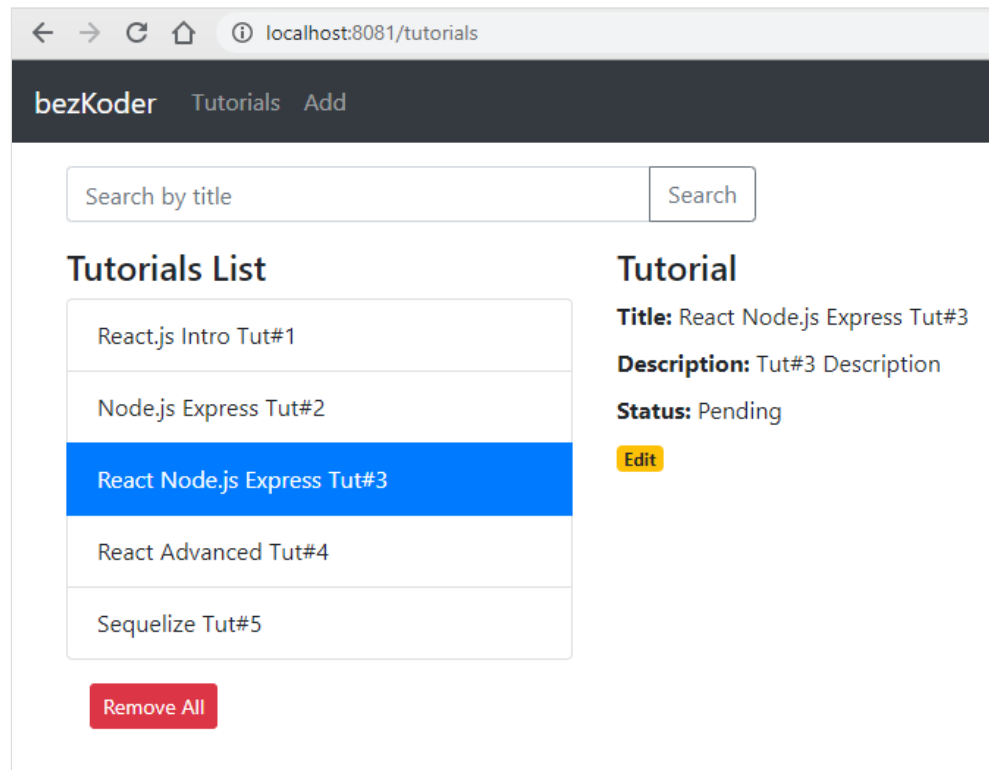 localhost:8081/tutorials
bezKoder Tutorials Add
Search by title Search
Tutorials List
React.js Intro Tut#1
Node.js Express Tut#2
React Node.js Express Tut#3
React Advanced Tut#4
Sequelize Tut#5
Remove All
Tutorial
Title: React Node.js Express Tut#3
Description: Tut#3 Description
Status: Pending
Edit